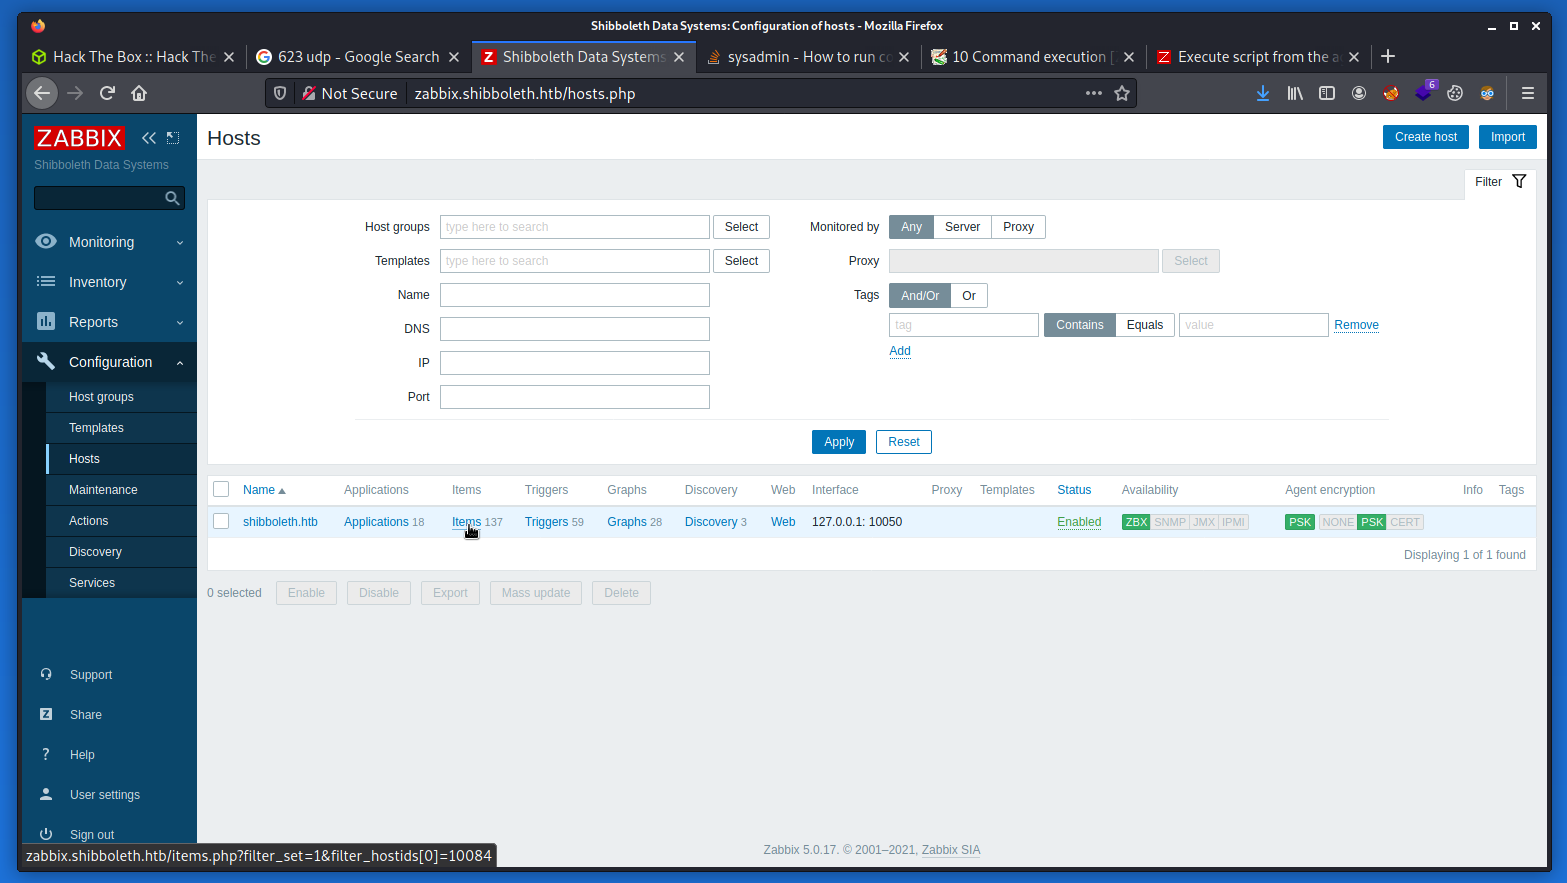 Shibboleth Data Systems: Configuration of hosts - Mozilla Firefox
Hack The Box :: Hack The
623 udp - Google Search
Shibboleth Data Systems
sysadmin - How to run co
10 Command execution [
Execute script from the a
Not Secure
zabbix.shibboleth.htb/hosts.php
6
ZABBIX
Shibboleth Data Systems
Monitoring
Inventory
Reports
Configuration
Host groups
Templates
Hosts
Maintenance
Actions
Discovery
Services
Support
Z Share
? Help
User settings
Sign out
Hosts
Create host
Import
Filter
Host groups type here to search Select
Monitored by Any Server Proxy
Templates type here to search Select
Proxy Select
Name
Tags And/Or Or
DNS
tag Contains Equals value Remove
Add
IP
Port
Apply Reset
Name Applications Items Triggers Graphs Discovery Web Interface Proxy Templates Status Availability Agent encryption Info Tags
shibboleth.htb Applications 18 Items 137 Triggers 59 Graphs 28 Discovery 3 Web 127.0.0.1: 10050 Enabled ZBX SNMP JMX IPMI PSK NONE PSK CERT
Displaying 1 of 1 found
0 selected Enable Disable Export Mass update Delete
Zabbix 5.0.17. © 2001–2021, Zabbix SIA
zabbix.shibboleth.htb/items.php?filter_set=1&filter_hostids[0]=10084